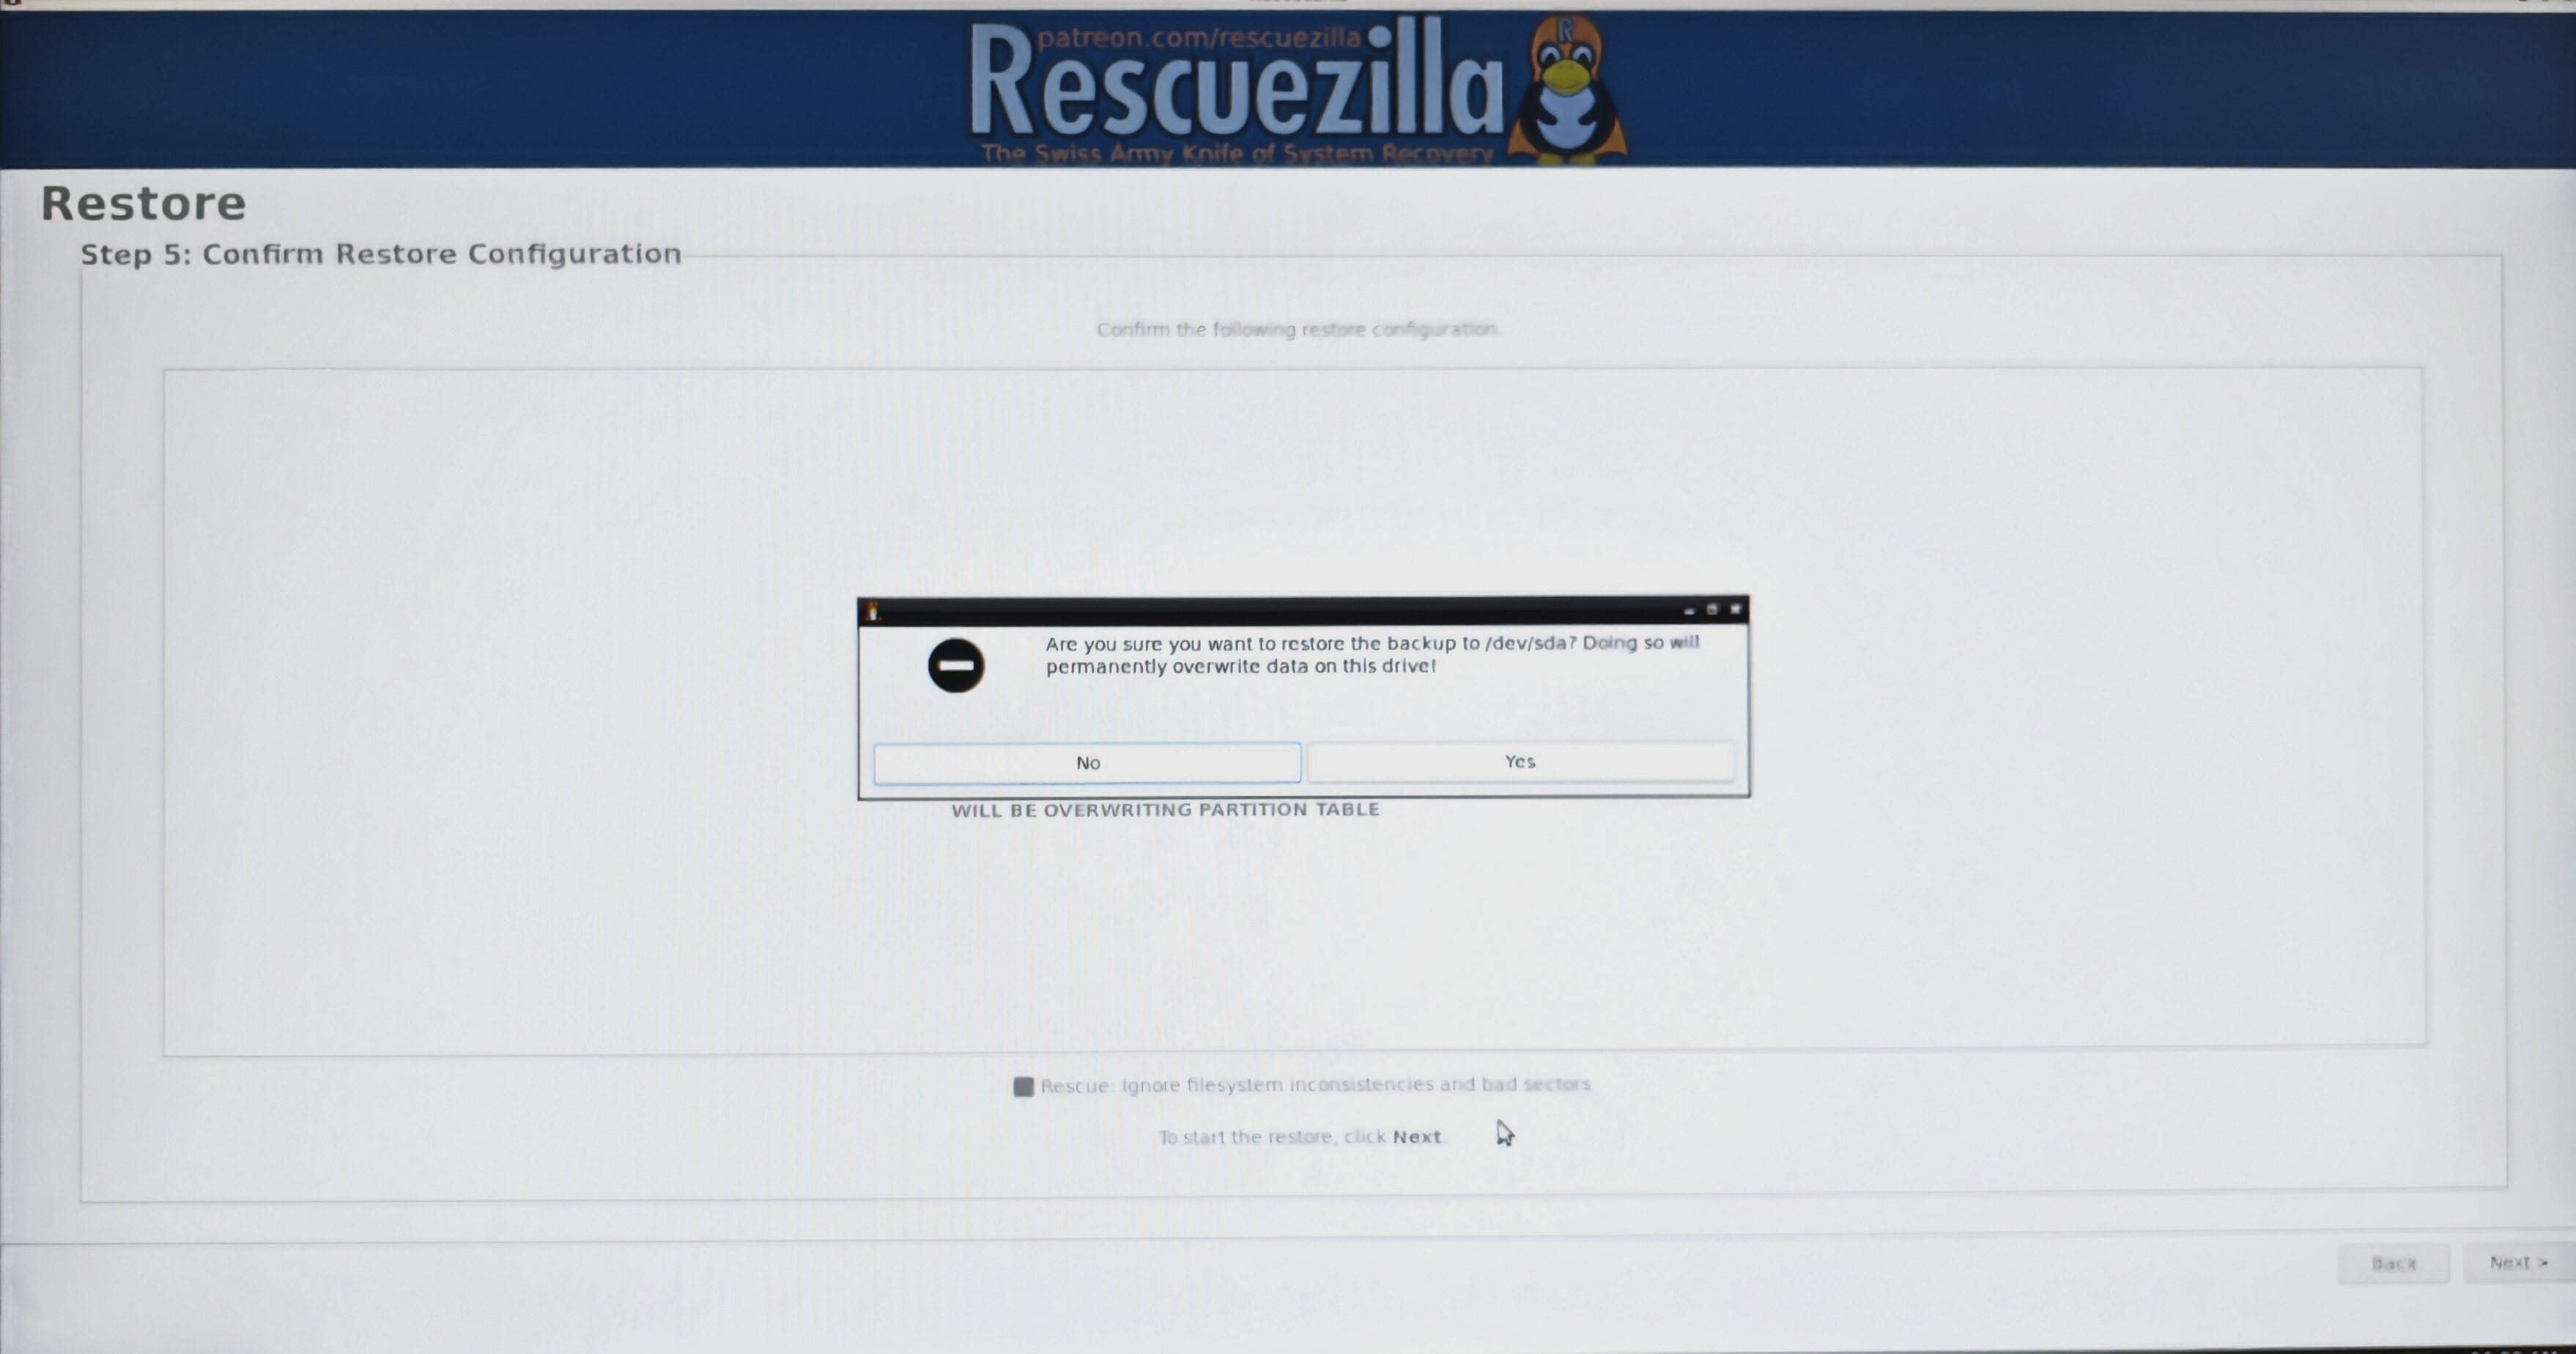 patreon.com/rescuezilla
Rescuezilla
The Swiss Army Knife of System Recovery
Restore
Step 5: Confirm Restore Configuration
Confirm the following restore configuration.
Are you sure you want to restore the backup to /dev/sda? Doing so will
permanently overwrite data on this drive!
No
Yes
WILL BE OVERWRITING PARTITION TABLE
Rescue: Ignore filesystem inconsistencies and bad sectors
To start the restore, click Next
Back
Next >